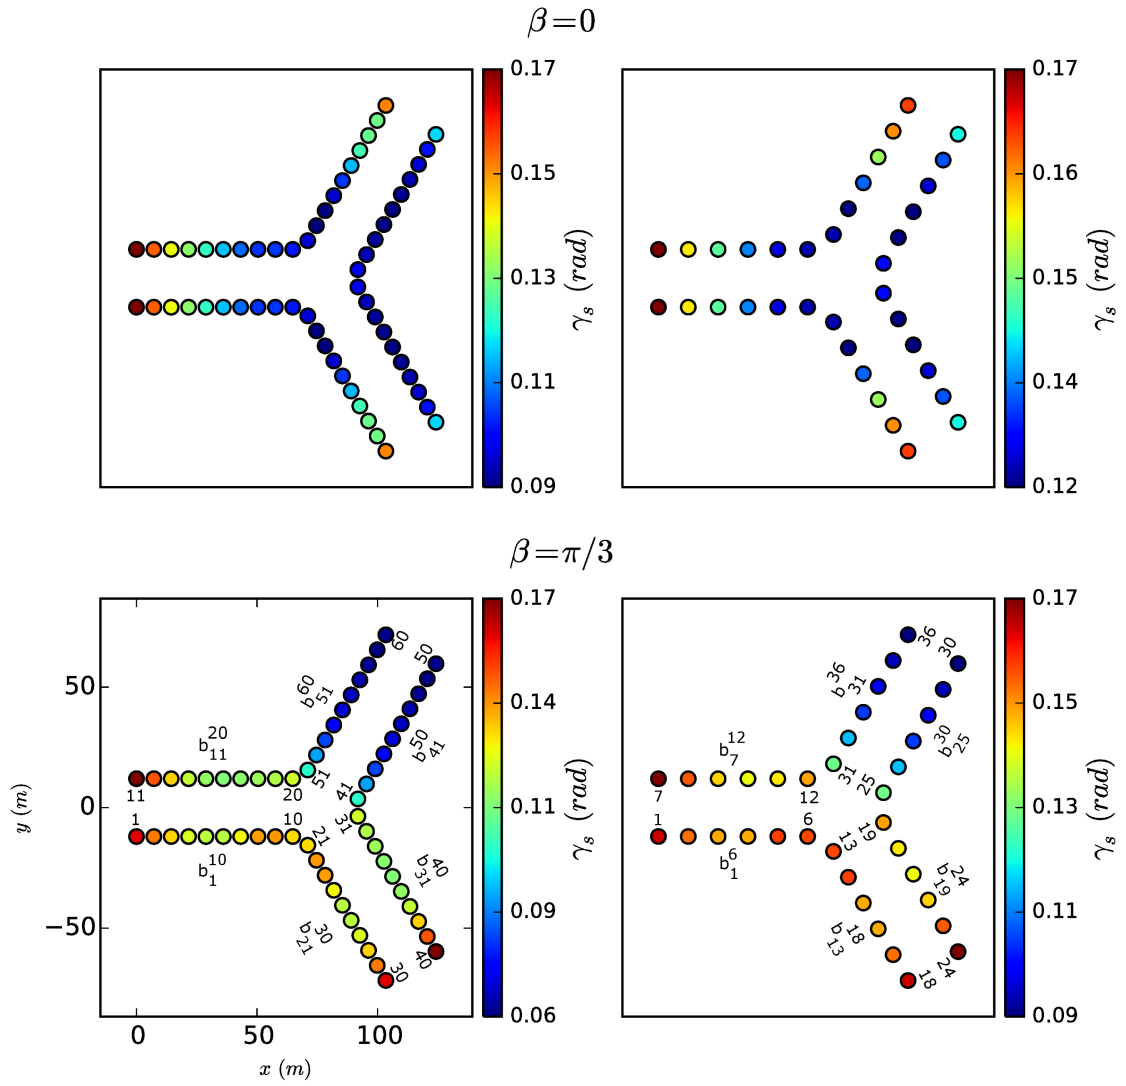 β=0
0.17
0.15
0.13
0.11
0.09
γs (rad)
0.17
0.16
0.15
0.14
0.12
γs (rad)
β=π/3
50
0
−50
y (m)
0
50
100
x (m)
b 20 11
11
20
1
10
b 10 1
b 60 51
51
60
50
b 50 41
41
31
21
b 40 31
b 30 21
30
40
0.17
0.14
0.11
0.09
0.06
γs (rad)
b 12 7
7
12
1
6
b 6 1
b 36 31
31
36
30
b 30 25
25
19
13
b 24 19
b 18 13
18
24
0.17
0.15
0.13
0.11
0.09
γs (rad)